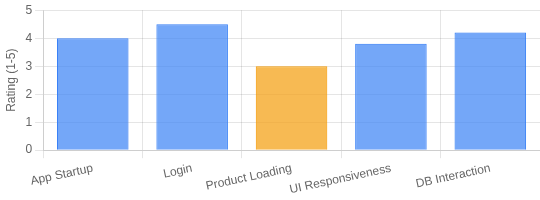 5
4
3
2
1
0
Rating (1-5)
App Startup
Login
Product Loading
UI Responsiveness
DB Interaction